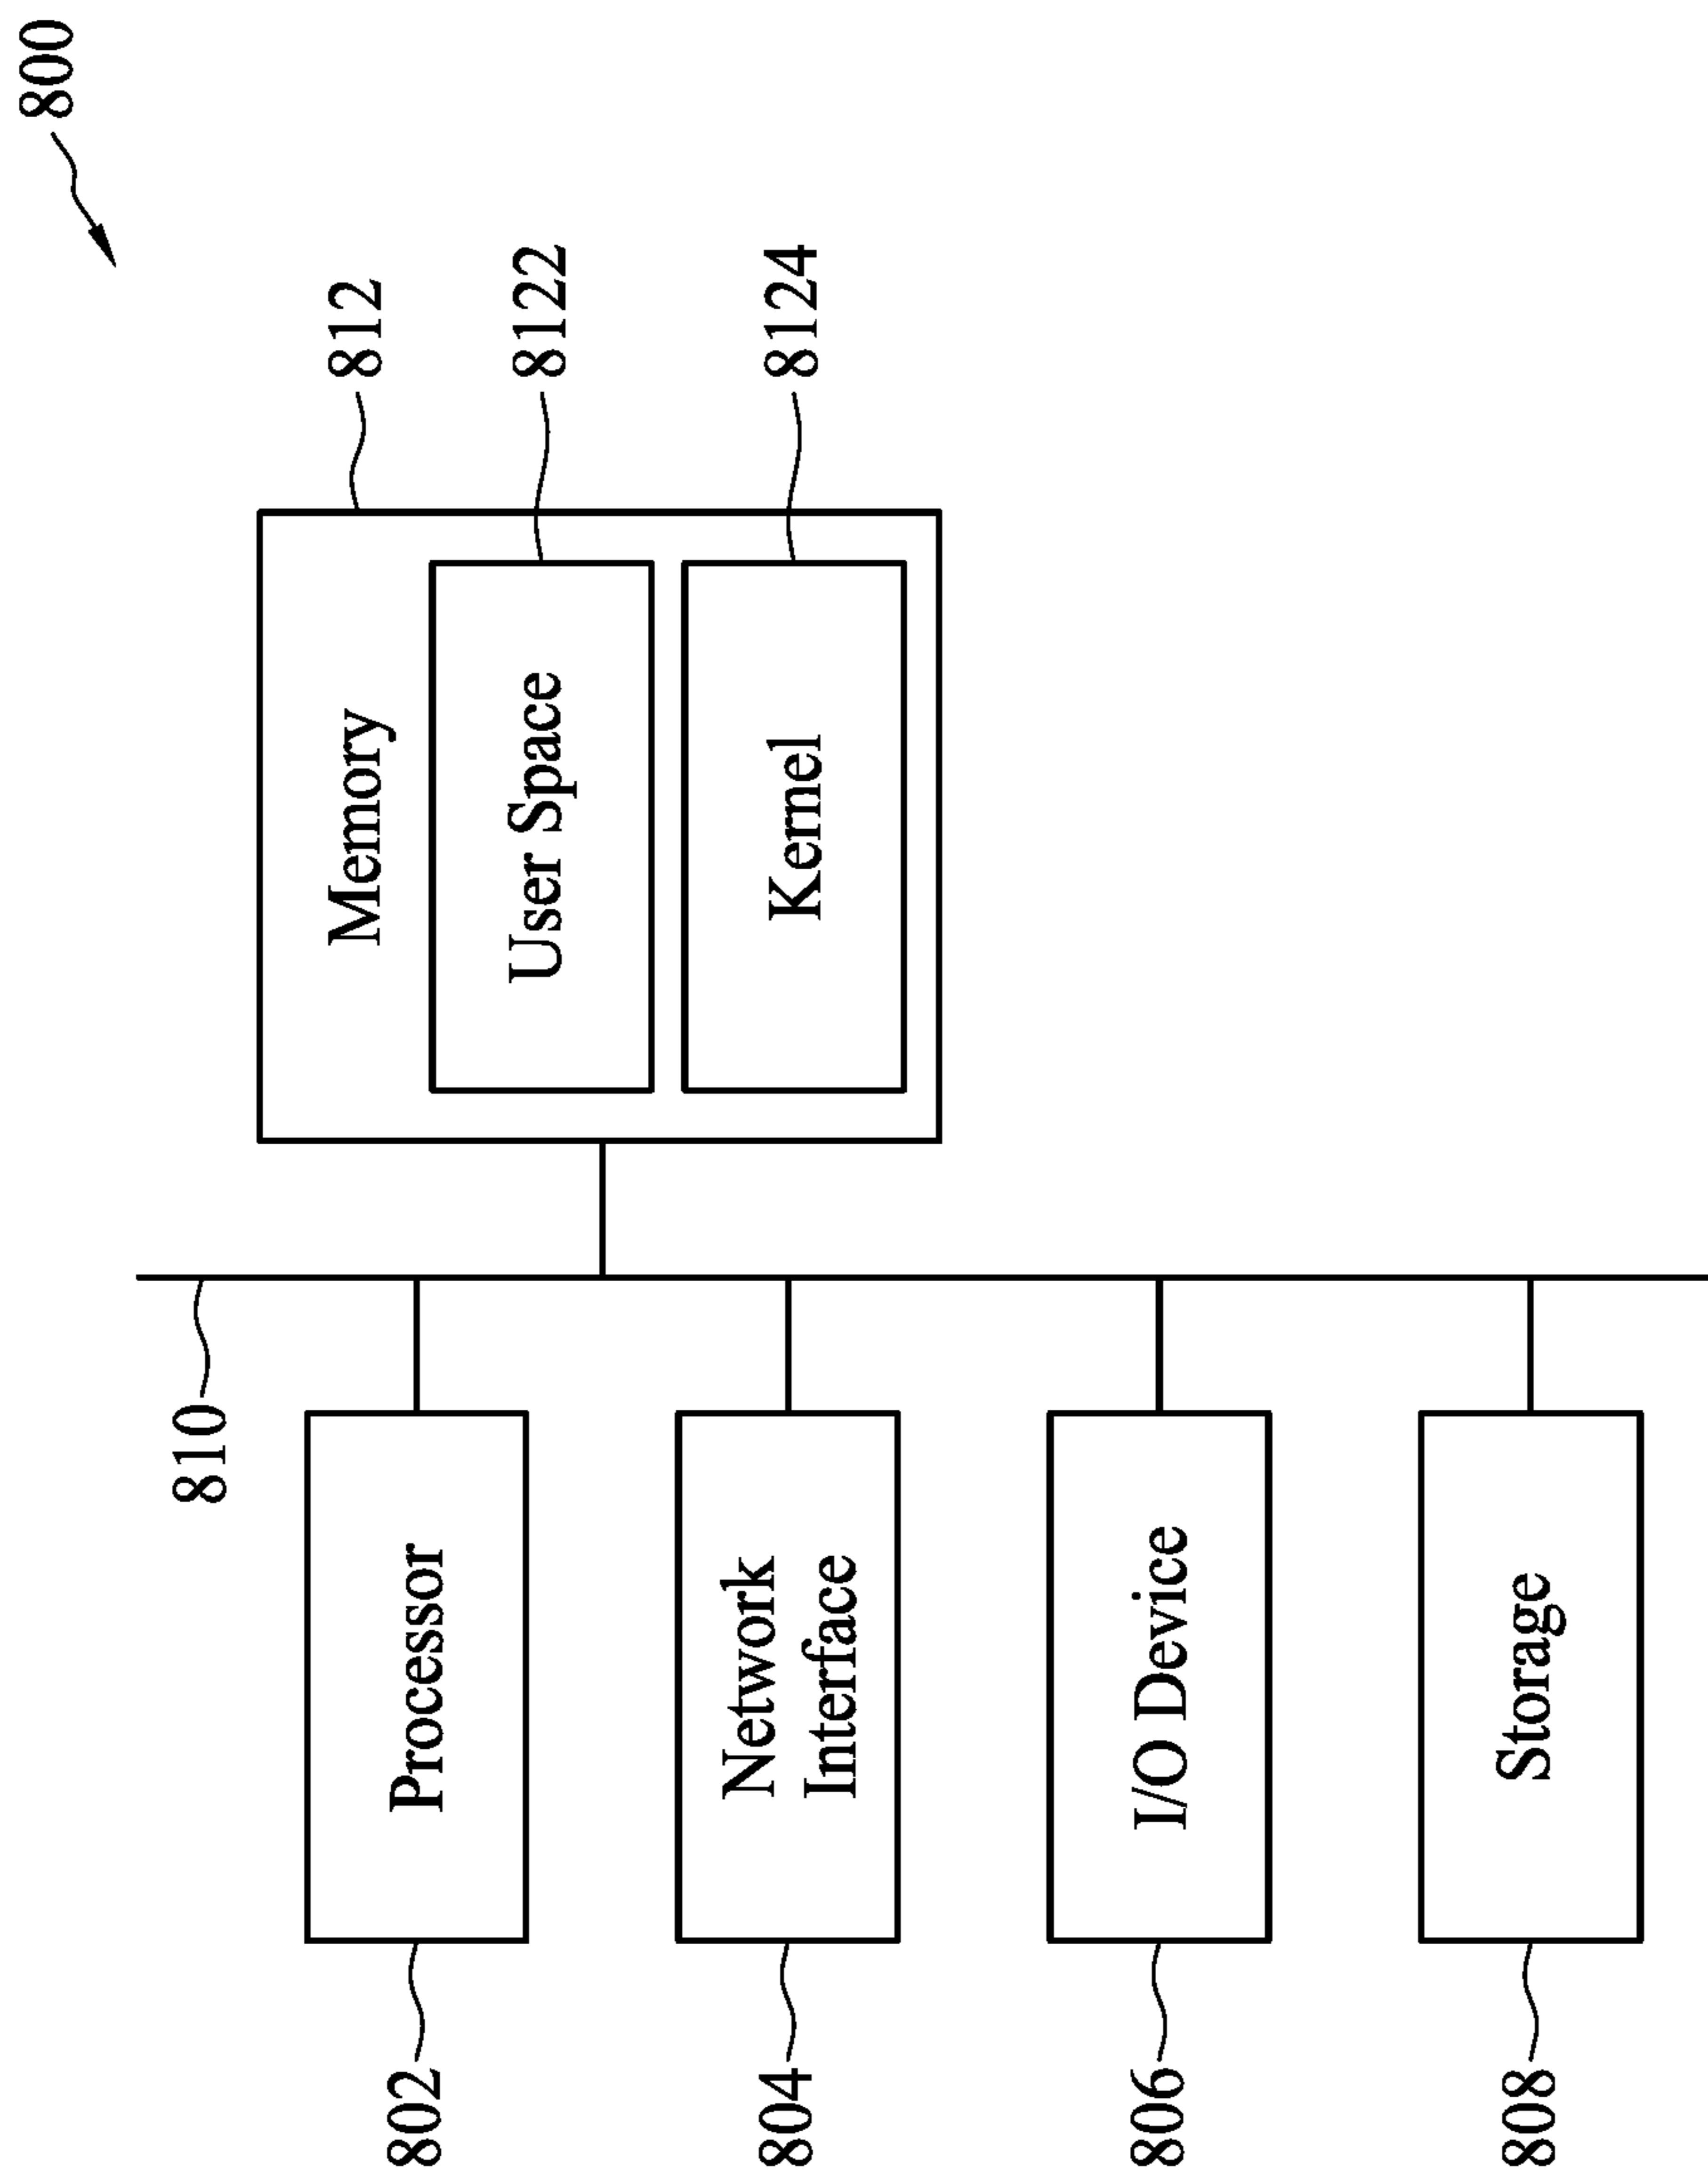 800
812
Memory
User Space
8122
Kernel
8124
810
802
Processor
804
Network
Interface
806
I/O Device
808
Storage